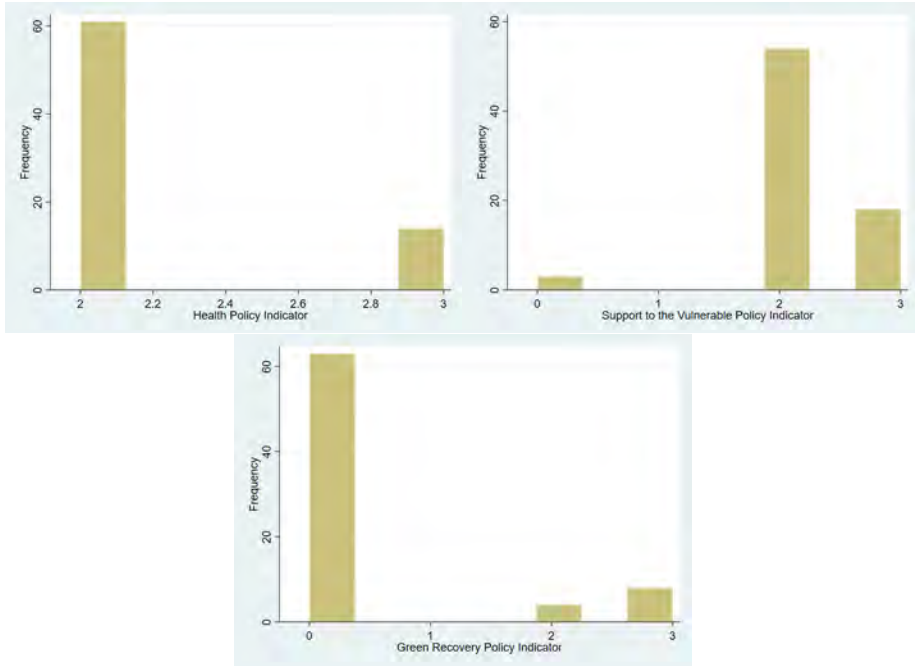 60
40
20
0
Frequency
2 2.2 2.4 2.6 2.8 3
Health Policy Indicator
60
40
20
0
Frequency
0 1 2 3
Support to the Vulnerable Policy Indicator
60
40
20
0
Frequency
0 1 2 3
Green Recovery Policy Indicator